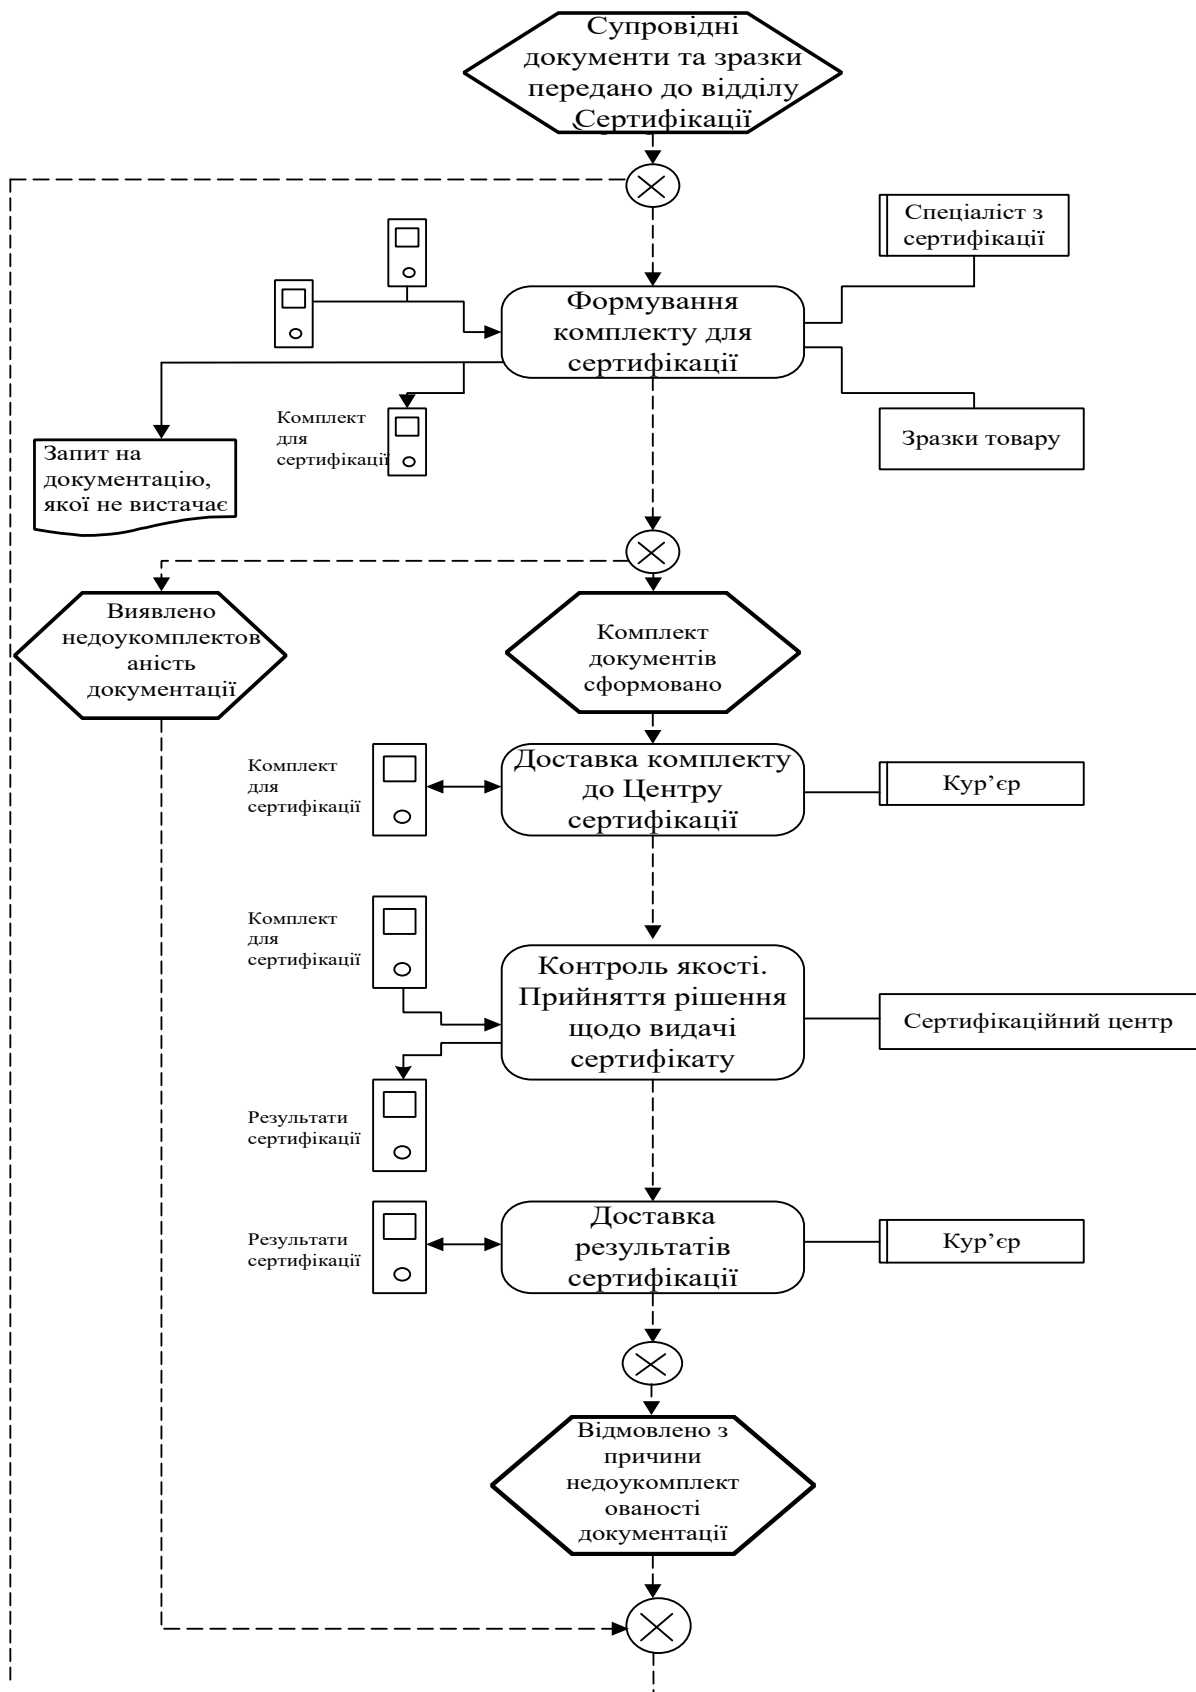 Супровідні
документи та зразки
передано до відділу
Сертифікації
Спеціаліст з
сертифікації
Формування
комплекту для
сертифікації
Комплект
для
сертифікації
Зразки товару
Запит на
документацію,
якої не вистачає
Виявлено
недоукомплектов
аність
документації
Комплект
документів
сформовано
Комплект
для
сертифікації
Доставка комплекту
до Центру
сертифікації
Кур’єр
Комплект
для
сертифікації
Контроль якості.
Прийняття рішення
щодо видачі
сертифікату
Сертифікаційний центр
Результати
сертифікації
Результати
сертифікації
Доставка
результатів
сертифікації
Кур’єр
Відмовлено з
причини
недоукомплект
ованості
документації